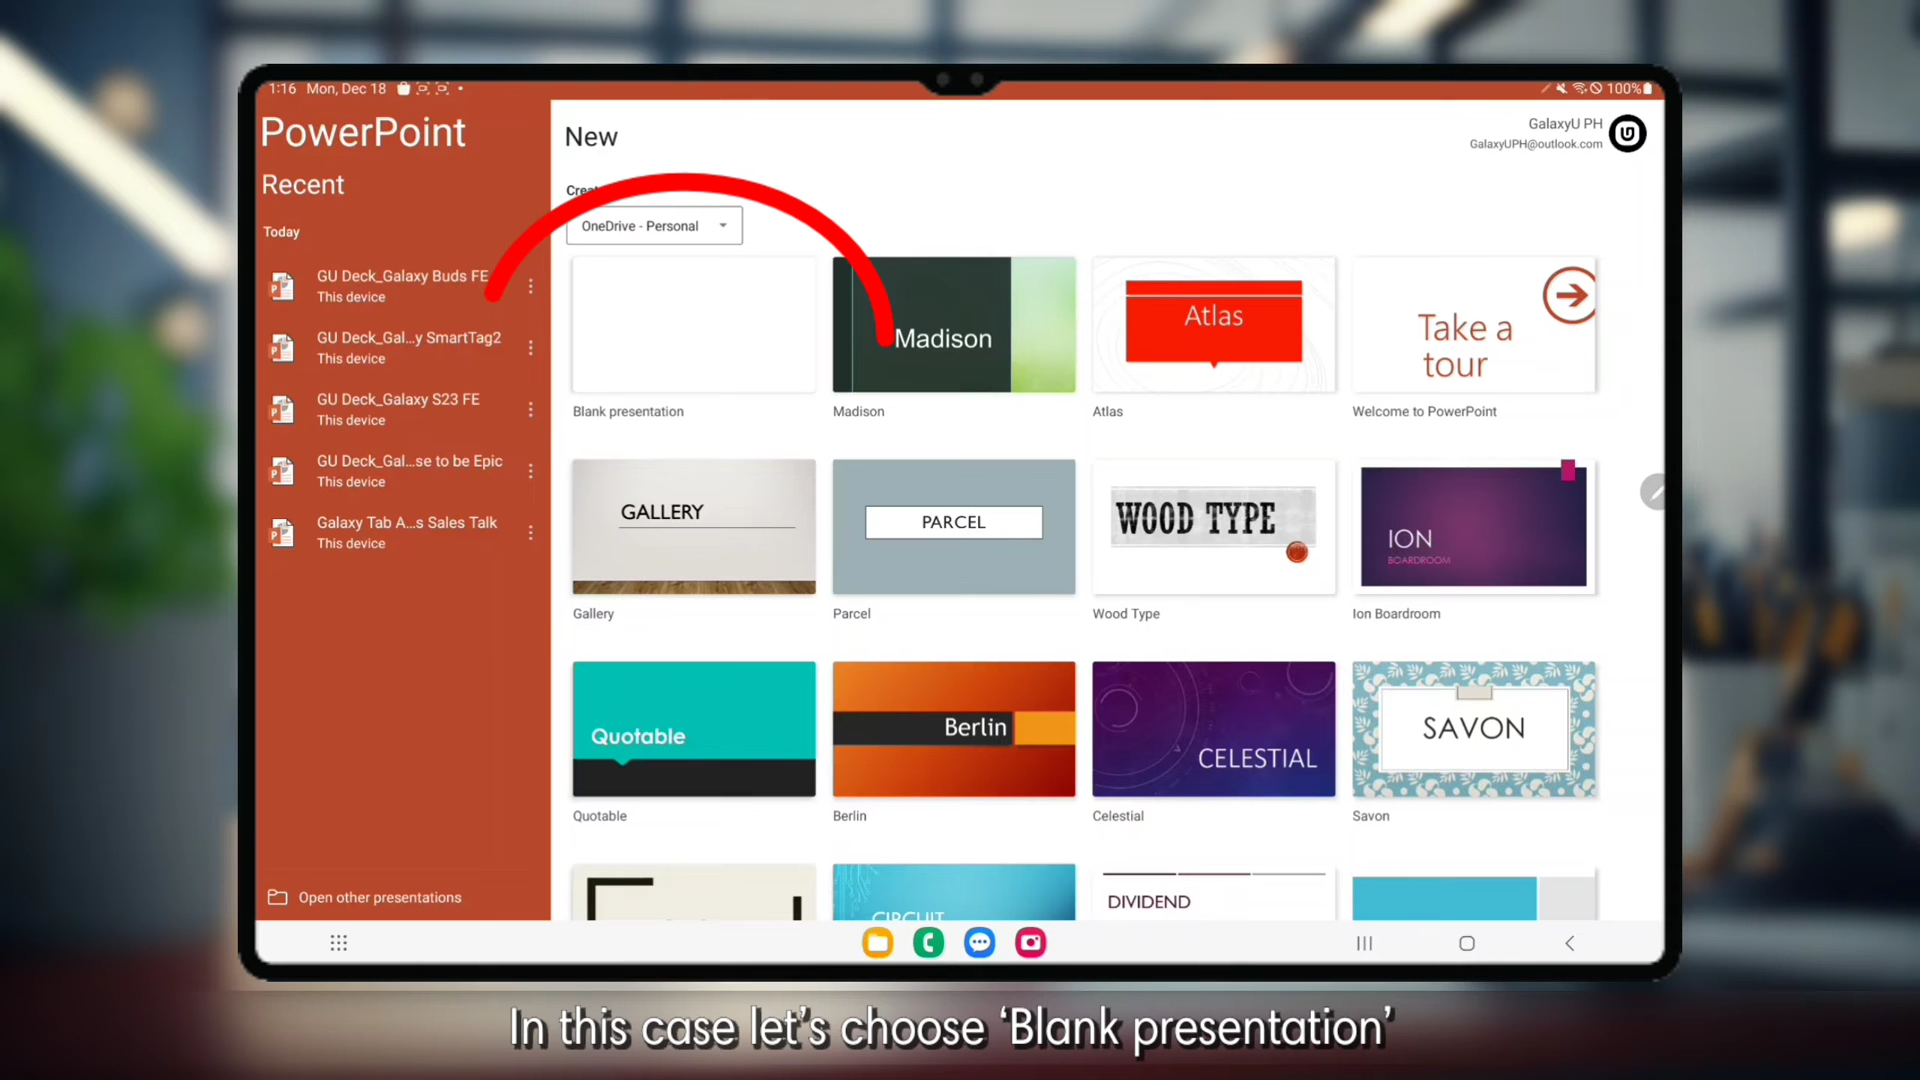 1:16 Mon, Dec 18
100%
PowerPoint
Recent
Today
GU Deck_Galaxy Buds FE
This device
GU Deck_Gal...y SmartTag2
This device
GU Deck_Galaxy S23 FE
This device
GU Deck_Gal...se to be Epic
This device
Galaxy Tab A...s Sales Talk
This device
Open other presentations
New
GalaxyU PH
GalaxyUPH@outlook.com
OneDrive - Personal
Blank presentation
Madison
Madison
Atlas
Atlas
Take a
tour
Welcome to PowerPoint
GALLERY
Gallery
PARCEL
Parcel
WOOD TYPE
Wood Type
ION
BOARDROOM
Ion Boardroom
Quotable
Quotable
Berlin
Berlin
CELESTIAL
Celestial
SAVON
Savon
CIRCUIT
DIVIDEND
In this case let's choose ‘Blank presentation’